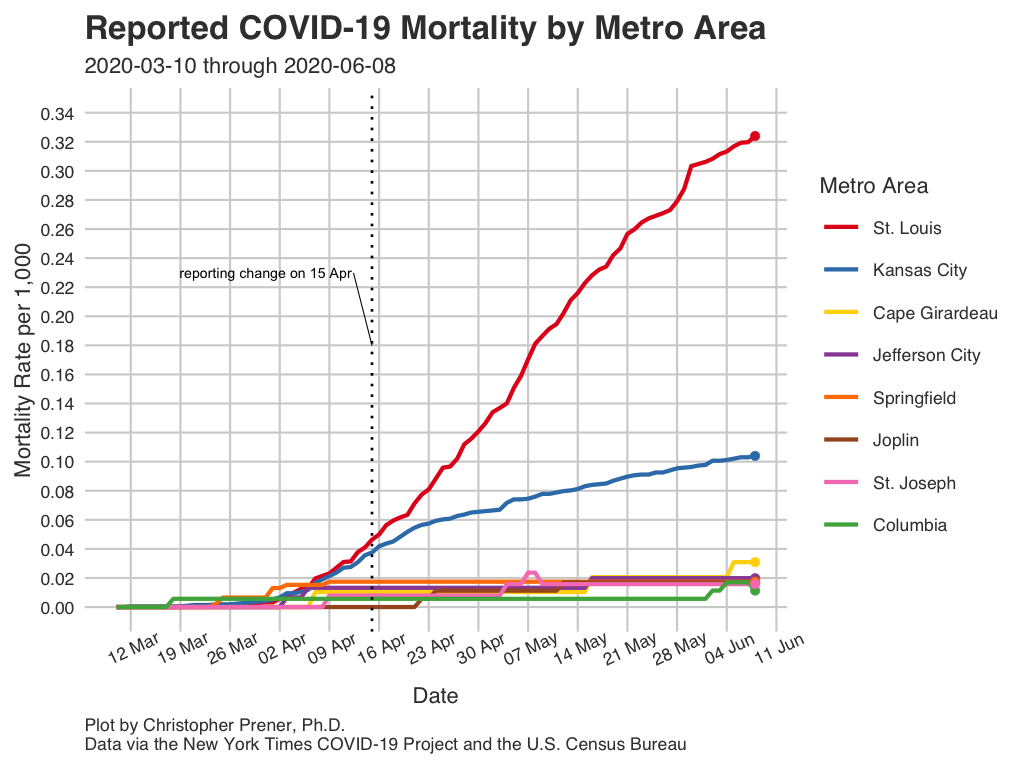 Reported COVID-19 Mortality by Metro Area
2020-03-10 through 2020-06-08
Mortality Rate per 1,000
0.34
0.32
0.30
0.28
0.26
0.24
0.22
0.20
0.18
0.16
0.14
0.12
0.10
0.08
0.06
0.04
0.02
0.00
reporting change on 15 Apr
12 Mar
19 Mar
26 Mar
02 Apr
09 Apr
16 Apr
23 Apr
30 Apr
07 May
14 May
21 May
28 May
04 Jun
11 Jun
Date
Metro Area
St. Louis
Kansas City
Cape Girardeau
Jefferson City
Springfield
Joplin
St. Joseph
Columbia
Plot by Christopher Prener, Ph.D.
Data via the New York Times COVID-19 Project and the U.S. Census Bureau